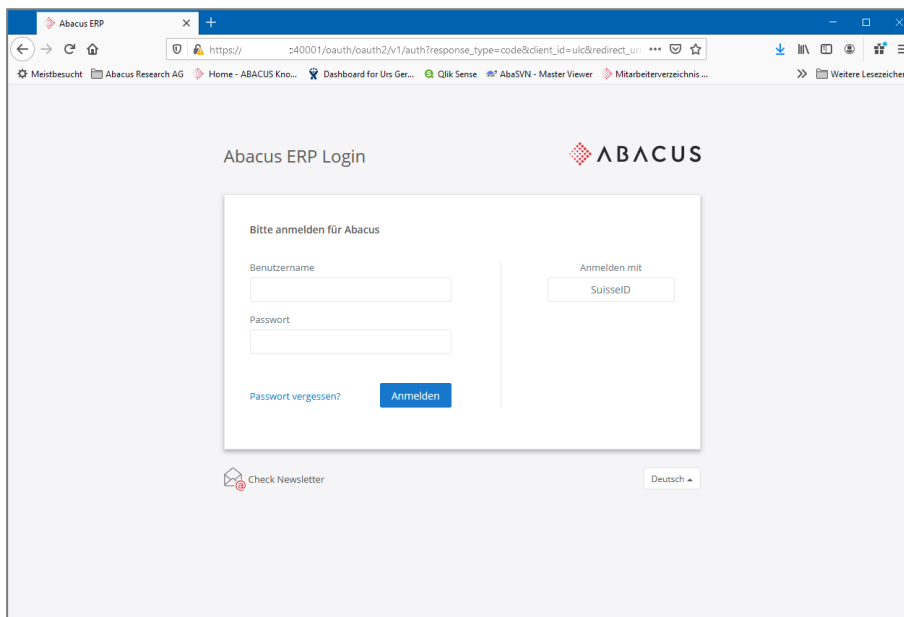 Abacus ERP
https://
:40001/oauth/oauth2/v1/auth?response_type=code&client_id=ulc&redirect_uri
Meistbesucht Abacus Research AG Home - ABACUS Kno... Dashboard for Urs Ger... Qlik Sense AbaSVN - Master Viewer Mitarbeiterverzeichnis ... Weitere Lesezeichen
Abacus ERP Login
ABACUS
Bitte anmelden für Abacus
Benutzername
Anmelden mit
SuisseID
Passwort
Passwort vergessen?
Anmelden
Check Newsletter
Deutsch